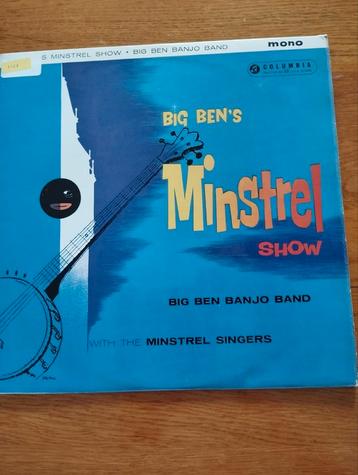 S MINSTREL SHOW • BIG BEN BANJO BAND
mono
COLUMBIA
BIG BEN'S
Minstrel
SHOW
BIG BEN BANJO BAND
WITH THE MINSTREL SINGERS